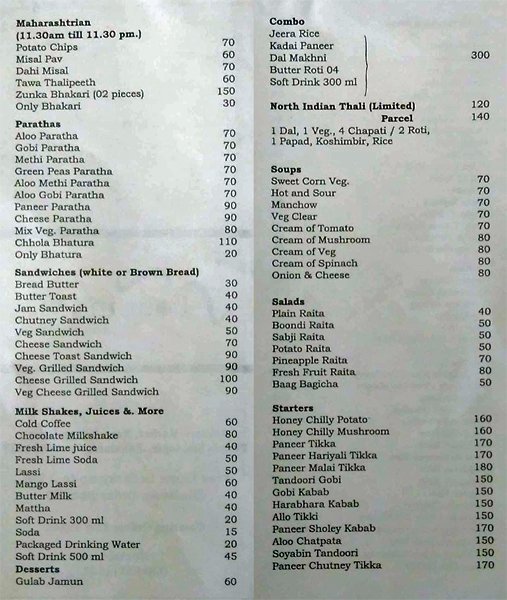 Maharashtrian
(11.30am till 11.30 pm.)
Potato Chips 70
Misal Pav 60
Dahi Misal 70
Tawa Thalipeeth 60
Zunka Bhakari (02 pieces) 150
Only Bhakari 30
Parathas
Aloo Paratha 70
Gobi Paratha 70
Methi Paratha 70
Green Peas Paratha 70
Aloo Methi Paratha 70
Aloo Gobi Paratha 70
Paneer Paratha 90
Cheese Paratha 90
Mix Veg. Paratha 80
Chhola Bhatura 110
Only Bhatura 20
Sandwiches (white or Brown Bread)
Bread Butter 30
Butter Toast 40
Jam Sandwich 40
Chutney Sandwich 40
Veg Sandwich 50
Cheese Sandwich 70
Cheese Toast Sandwich 90
Veg. Grilled Sandwich 90
Cheese Grilled Sandwich 100
Veg Cheese Grilled Sandwich 90
Milk Shakes, Juices &. More
Cold Coffee 60
Chocolate Milkshake 80
Fresh Lime juice 40
Fresh Lime Soda 50
Lassi 50
Mango Lassi 60
Butter Milk 40
Mattha 40
Soft Drink 300 ml 20
Soda 15
Packaged Drinking Water 20
Soft Drink 500 ml 45
Desserts
Gulab Jamun 60
Combo
Jeera Rice
Kadai Paneer
Dal Makhni 300
Butter Roti 04
Soft Drink 300 ml
North Indian Thali (Limited) 120
Parcel 140
1 Dal, 1 Veg., 4 Chapati / 2 Roti,
1 Papad, Koshimbir, Rice
Soups
Sweet Corn Veg. 70
Hot and Sour 70
Manchow 70
Veg Clear 70
Cream of Tomato 70
Cream of Mushroom 80
Cream of Veg 80
Cream of Spinach 80
Onion & Cheese 80
Salads
Plain Raita 40
Boondi Raita 50
Sabji Raita 50
Potato Raita 50
Pineapple Raita 70
Fresh Fruit Raita 80
Baag Bagicha 50
Starters
Honey Chilly Potato 160
Honey Chilly Mushroom 160
Paneer Tikka 170
Paneer Hariyali Tikka 170
Paneer Malai Tikka 180
Tandoori Gobi 150
Gobi Kabab 150
Harabhara Kabab 150
Allo Tikki 150
Paneer Sholey Kabab 170
Aloo Chatpata 150
Soyabin Tandoori 150
Paneer Chutney Tikka 170